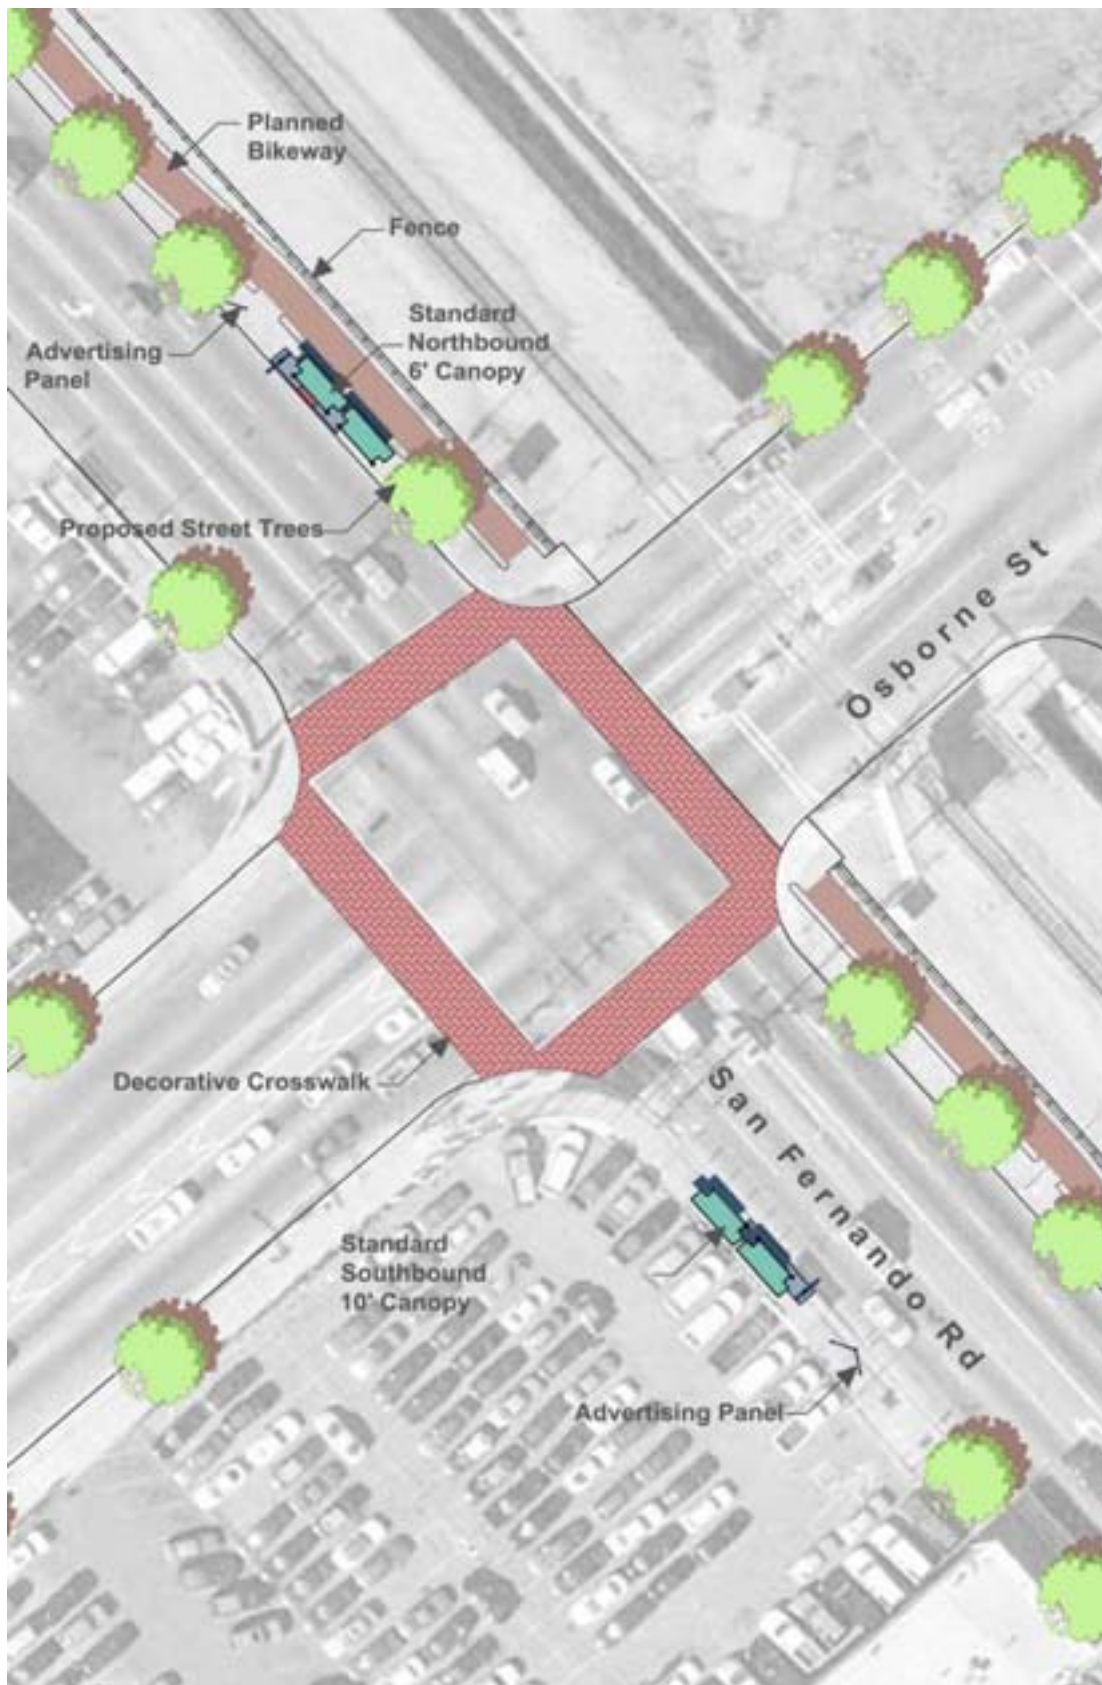 Planned
Bikeway
Fence
Standard
Northbound
6' Canopy
Advertising
Panel
Proposed Street Trees
Osborne St
Decorative Crosswalk
San Fernando Rd
Standard
Southbound
10' Canopy
Advertising Panel